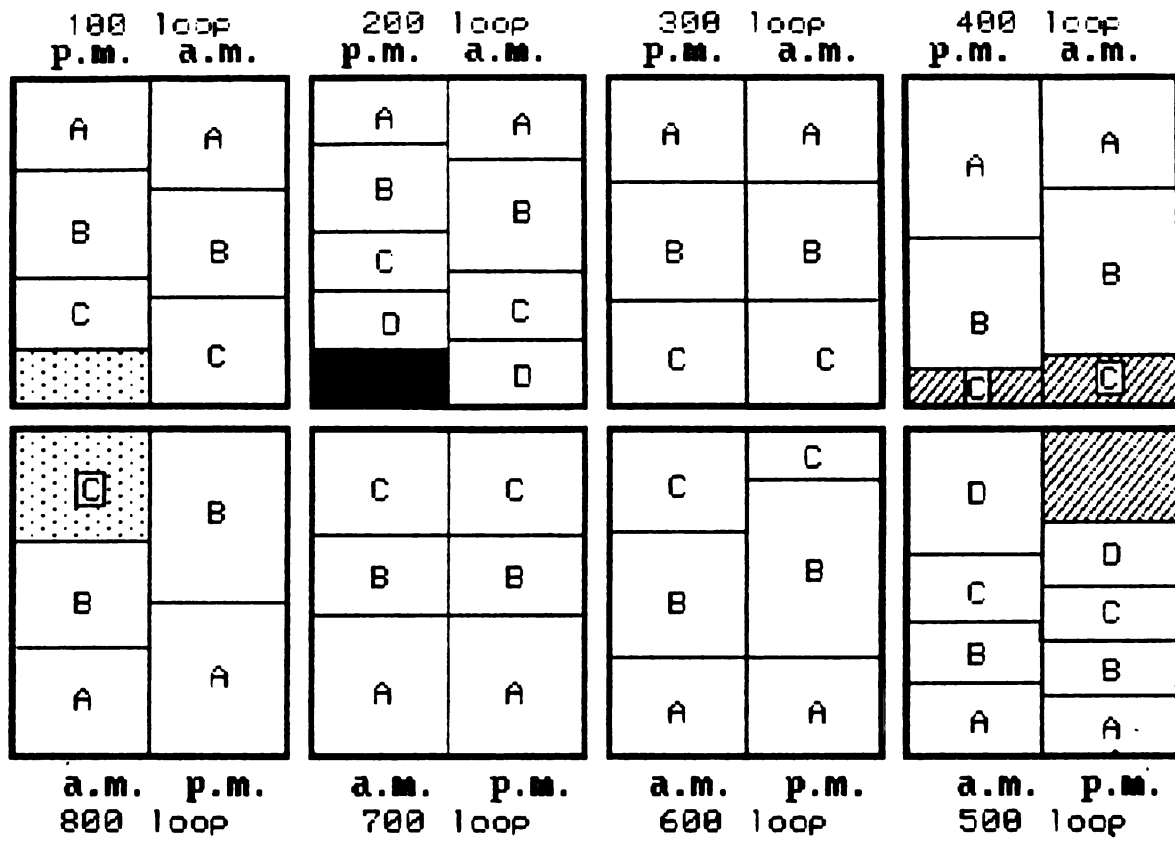 100 loop 200 loop 300 loop 400 loop
p.m. a.m. p.m. a.m. p.m. a.m. p.m. a.m.
A A A A A A A A
B B B B B B B B
C C C C C C C C
D D
C B C C C C D
B A B B B B C D
A A A A A B C
A B
A
a.m. p.m. a.m. p.m. a.m. p.m. a.m. p.m.
800 loop 700 loop 600 loop 500 loop